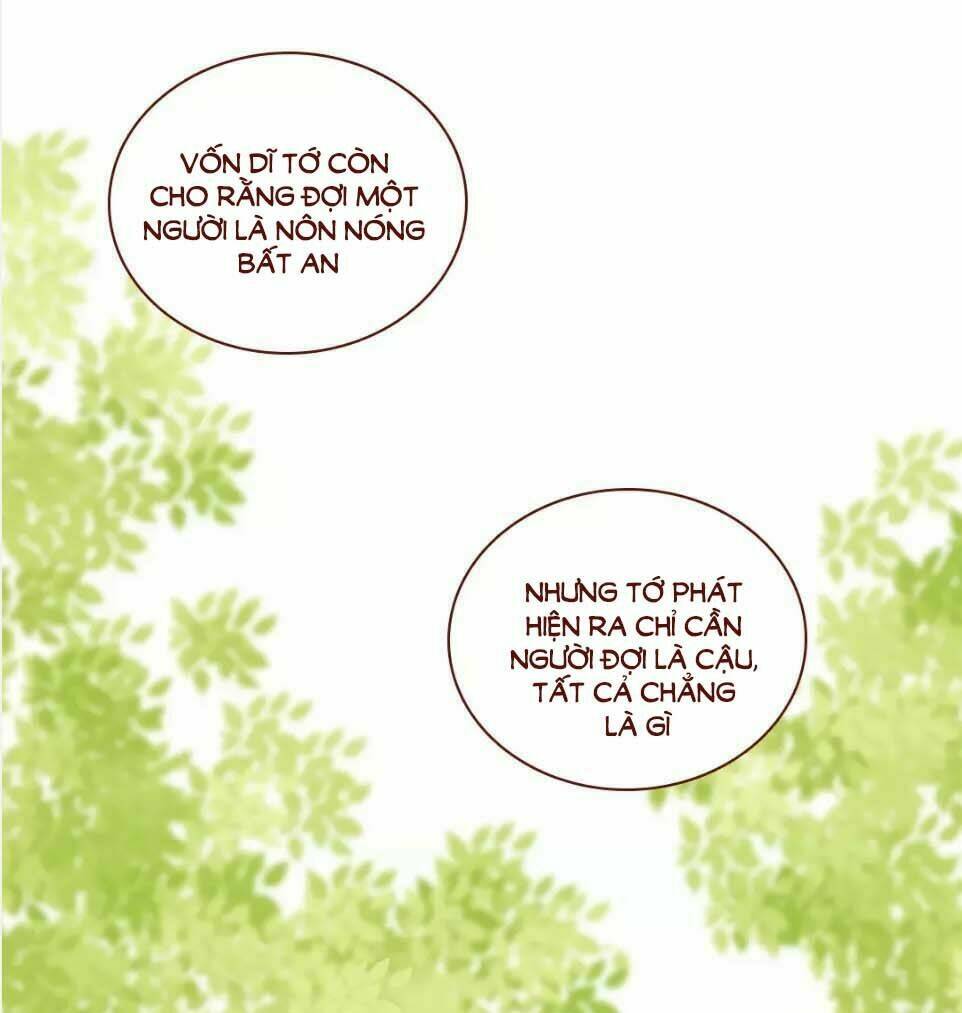 VỐN DĨ TỚ CÒN
CHO RẰNG ĐỢI MỘT
NGƯỜI LÀ NÔN NÓNG
BẤT AN
NHƯNG TỚ PHÁT
HIỆN RA CHỈ CẦN
NGƯỜI ĐỢI LÀ CẬU,
TẤT CẢ CHẲNG
LÀ GÌ